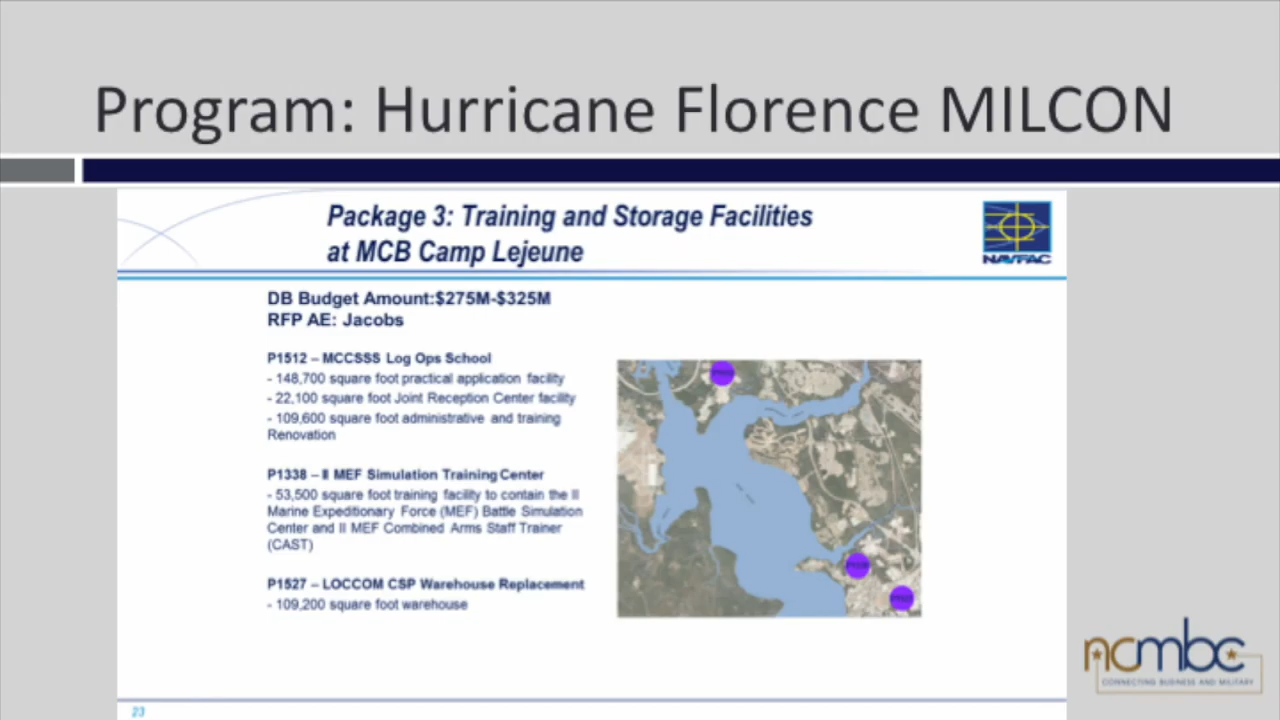 Program: Hurricane Florence MILCON
Package 3: Training and Storage Facilities
at MCB Camp Lejeune
NAVFAC
DB Budget Amount:$275M-$325M
RFP AE: Jacobs
P1512 – MCCSSS Log Ops School
- 148,700 square foot practical application facility
- 22,100 square foot Joint Reception Center facility
- 109,600 square foot administrative and training
Renovation
P1338 – II MEF Simulation Training Center
- 53,500 square foot training facility to contain the II
Marine Expeditionary Force (MEF) Battle Simulation
Center and II MEF Combined Arms Staff Trainer
(CAST)
P1527 – LOCCOM CSP Warehouse Replacement
- 109,200 square foot warehouse
ncmbc
CONNECTING BUSINESS AND MILITARY
23